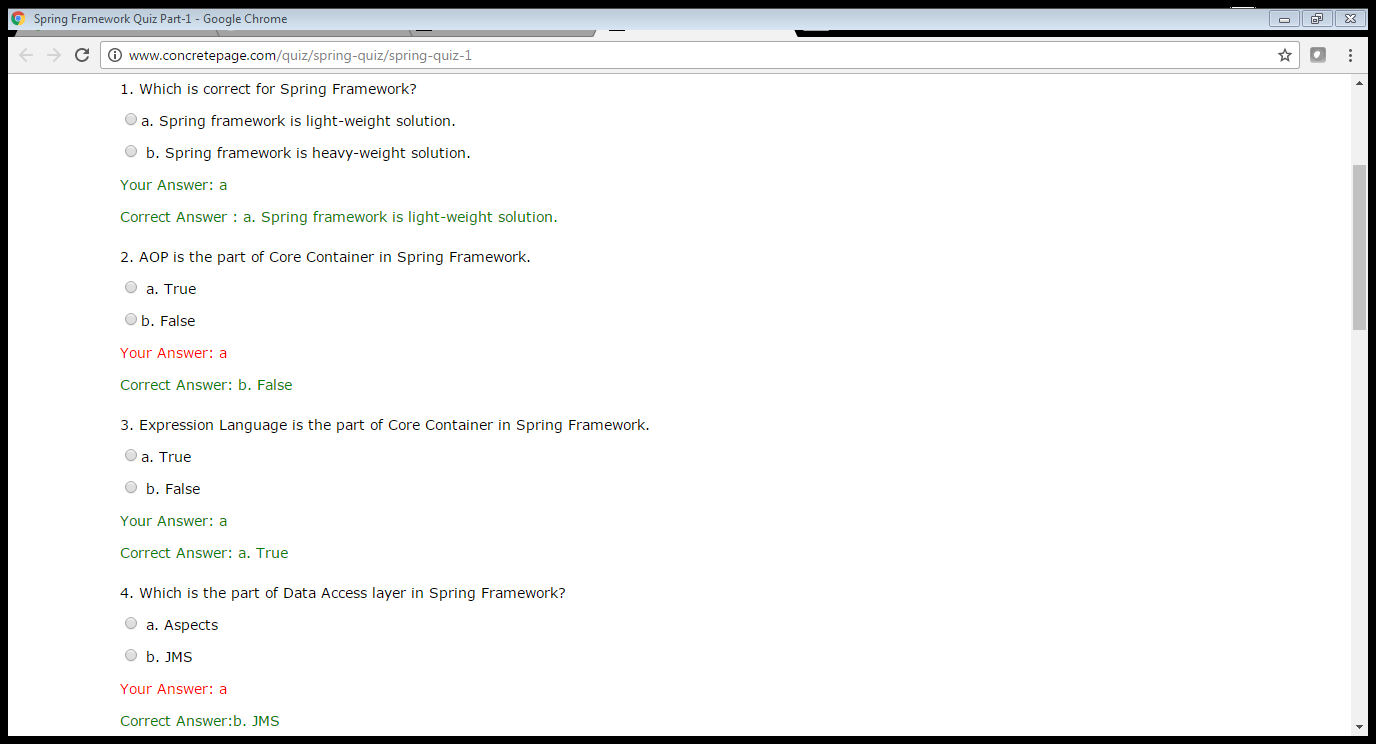 Spring Framework Quiz Part-1 - Google Chrome
www.concretepage.com/quiz/spring-quiz/spring-quiz-1
1. Which is correct for Spring Framework?
a. Spring framework is light-weight solution.
b. Spring framework is heavy-weight solution.
Your Answer: a
Correct Answer : a. Spring framework is light-weight solution.
2. AOP is the part of Core Container in Spring Framework.
a. True
b. False
Your Answer: a
Correct Answer: b. False
3. Expression Language is the part of Core Container in Spring Framework.
a. True
b. False
Your Answer: a
Correct Answer: a. True
4. Which is the part of Data Access layer in Spring Framework?
a. Aspects
b. JMS
Your Answer: a
Correct Answer:b. JMS